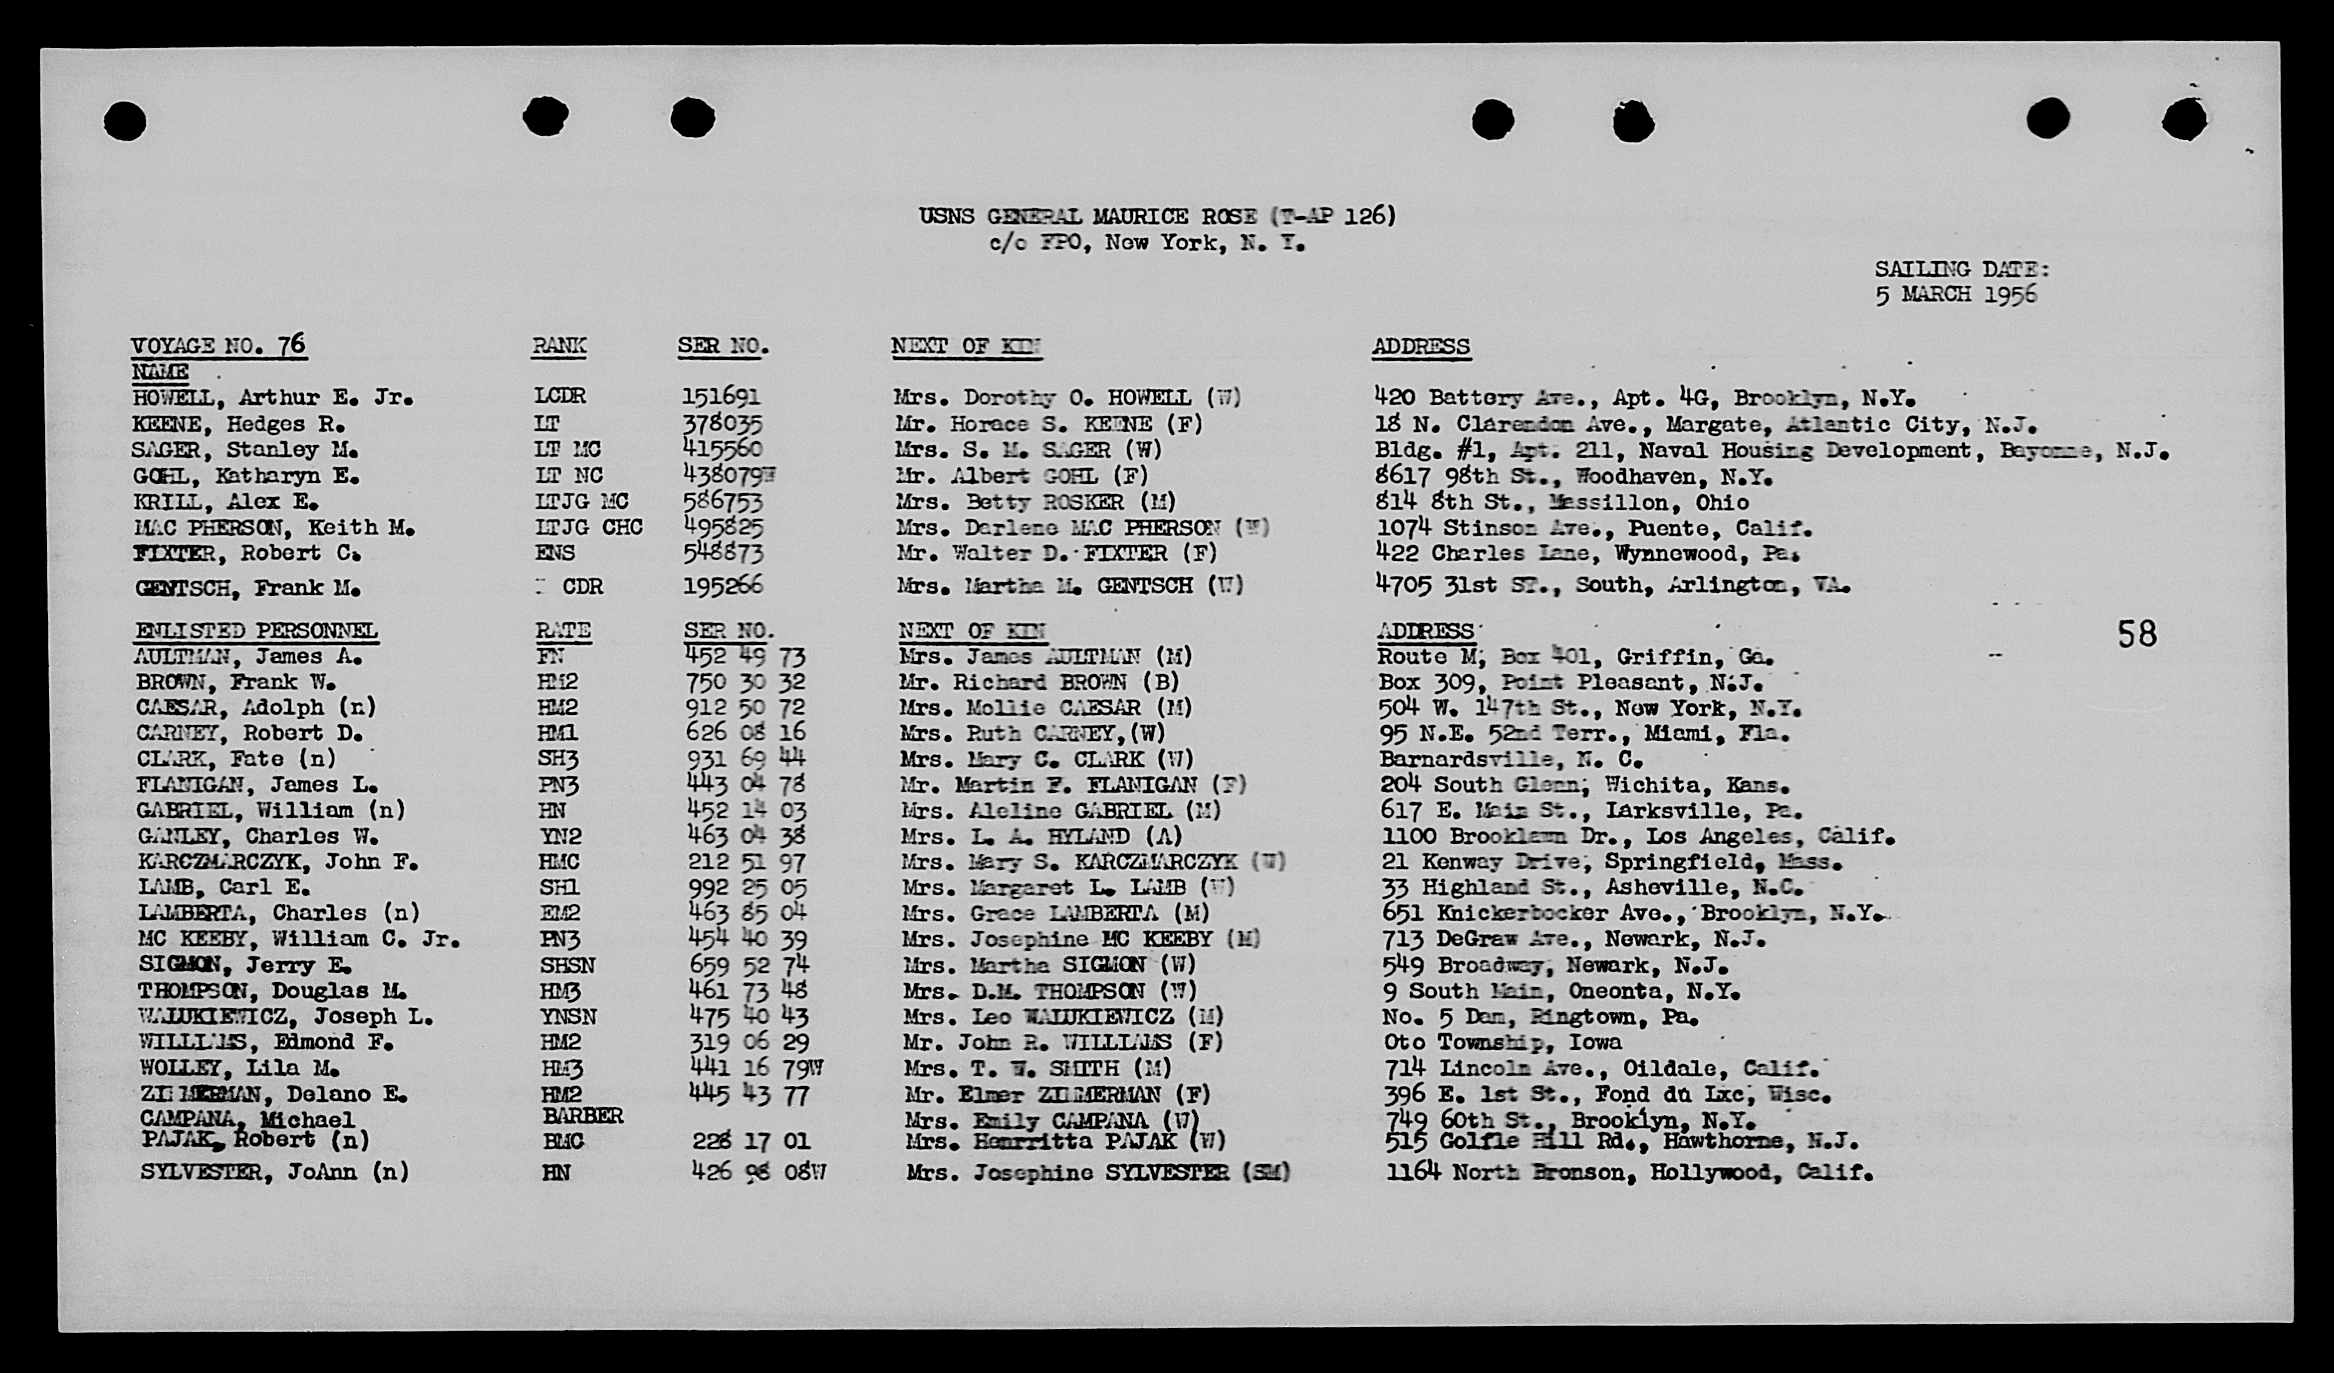 USNS GENERAL MAURICE ROSE (T-AP 126)
c/o FPO, New York, N. Y.
SAILING DATE:
5 MARCH 1956
VOYAGE NO. 76 RANK SER NO. NEXT OF KIN ADDRESS
NAME
HOWELL, Arthur E. Jr. LCDR 151691 Mrs. Dorothy O. HOWELL (W) 420 Battery Ave., Apt. 4G, Brooklyn, N.Y.
KEENE, Hedges R. LT 378035 Mr. Horace S. KEENE (F) 18 N. Clarendon Ave., Margate, Atlantic City, N.J.
SAGER, Stanley M. LT MC 415560 Mrs. S. M. SAGER (W) Bldg. #1, Apt. 211, Naval Housing Development, Bayonne, N.J.
GOHL, Katharyn E. LT NC 438079W Mr. Albert GOHL (F) 8617 98th St., Woodhaven, N.Y.
KRILL, Alex E. LTJG MC 586753 Mrs. Betty ROSKER (M) 814 8th St., Massillon, Ohio
MAC PHERSON, Keith M. LTJG CHC 495825 Mrs. Darlene MAC PHERSON (W) 1074 Stinson Ave., Puente, Calif.
FIXTER, Robert C. ENS 548873 Mr. Walter D. FIXTER (F) 422 Charles Lane, Wynnewood, Pa.
GENTSCH, Frank M. CDR 195266 Mrs. Martha M. GENTSCH (W) 4705 31st ST., South, Arlington, VA.
ENLISTED PERSONNEL RATE SER NO. NEXT OF KIN ADDRESS 58
AULTMAN, James A. FN 452 49 73 Mrs. James AULTMAN (M) Route M, Box 401, Griffin, Ga.
BROWN, Frank W. HM2 750 30 32 Mr. Richard BROWN (B) Box 309, Point Pleasant, N.J.
CAESAR, Adolph (n) HM2 912 50 72 Mrs. Mollie CAESAR (M) 504 W. 147th St., New York, N.Y.
CARNEY, Robert D. HM1 626 08 16 Mrs. Ruth CARNEY, (W) 95 N.E. 52nd Terr., Miami, Fla.
CLARK, Fate (n) SH3 931 69 44 Mrs. Mary C. CLARK (W) Barnardsville, N. C.
FLANIGAN, James L. PN3 443 04 78 Mr. Martin F. FLANIGAN (F) 204 South Glenn, Wichita, Kans.
GABRIEL, William (n) HN 452 14 03 Mrs. Aleline GABRIEL (M) 617 E. Main St., Larksville, Pa.
GANLEY, Charles W. YN2 463 04 38 Mrs. L. A. HYLAND (A) 1100 Brooklawn Dr., Los Angeles, Calif.
KARCZMARCZYK, John F. HMC 212 51 97 Mrs. Mary S. KARCZMARCZYK (W) 21 Kenway Drive, Springfield, Mass.
LAMB, Carl E. SH1 992 25 05 Mrs. Margaret L. LAMB (W) 33 Highland St., Asheville, N.C.
LAMBERTA, Charles (n) EM2 463 85 04 Mrs. Grace LAMBERTA (M) 651 Knickerbocker Ave., Brooklyn, N.Y.
MC KEEBY, William C. Jr. PN3 454 40 39 Mrs. Josephine MC KEEBY (M) 713 DeGraw Ave., Newark, N.J.
SIGMON, Jerry E. SHSN 659 52 74 Mrs. Martha SIGMON (W) 549 Broadway, Newark, N.J.
THOMPSON, Douglas M. HM3 461 73 48 Mrs. D.M. THOMPSON (W) 9 South Main, Oneonta, N.Y.
WALUKIEWICZ, Joseph L. YNSN 475 40 43 Mrs. Leo WALUKIEWICZ (M) No. 5 Dam, Ringtown, Pa.
WILLIAMS, Edmond F. HM2 319 06 29 Mr. John R. WILLIAMS (F) Oto Township, Iowa
WOLLEY, Lila M. HM3 441 16 79W Mrs. T. W. SMITH (M) 714 Lincoln Ave., Oildale, Calif.
ZIMMERMAN, Delano E. HM2 445 43 77 Mr. Elmer ZIMMERMAN (F) 396 E. 1st St., Fond du Lxc, Wisc.
CAMPANA, Michael BARBER Mrs. Emily CAMPANA (W) 749 60th St., Brooklyn, N.Y.
PAJAK, Robert (n) BMC 228 17 01 Mrs. Henrritta PAJAK (W) 515 Golfle Hill Rd., Hawthorne, N.J.
SYLVESTER, JoAnn (n) HN 426 98 08W Mrs. Josephine SYLVESTER (SM) 1164 North Bronson, Hollywood, Calif.